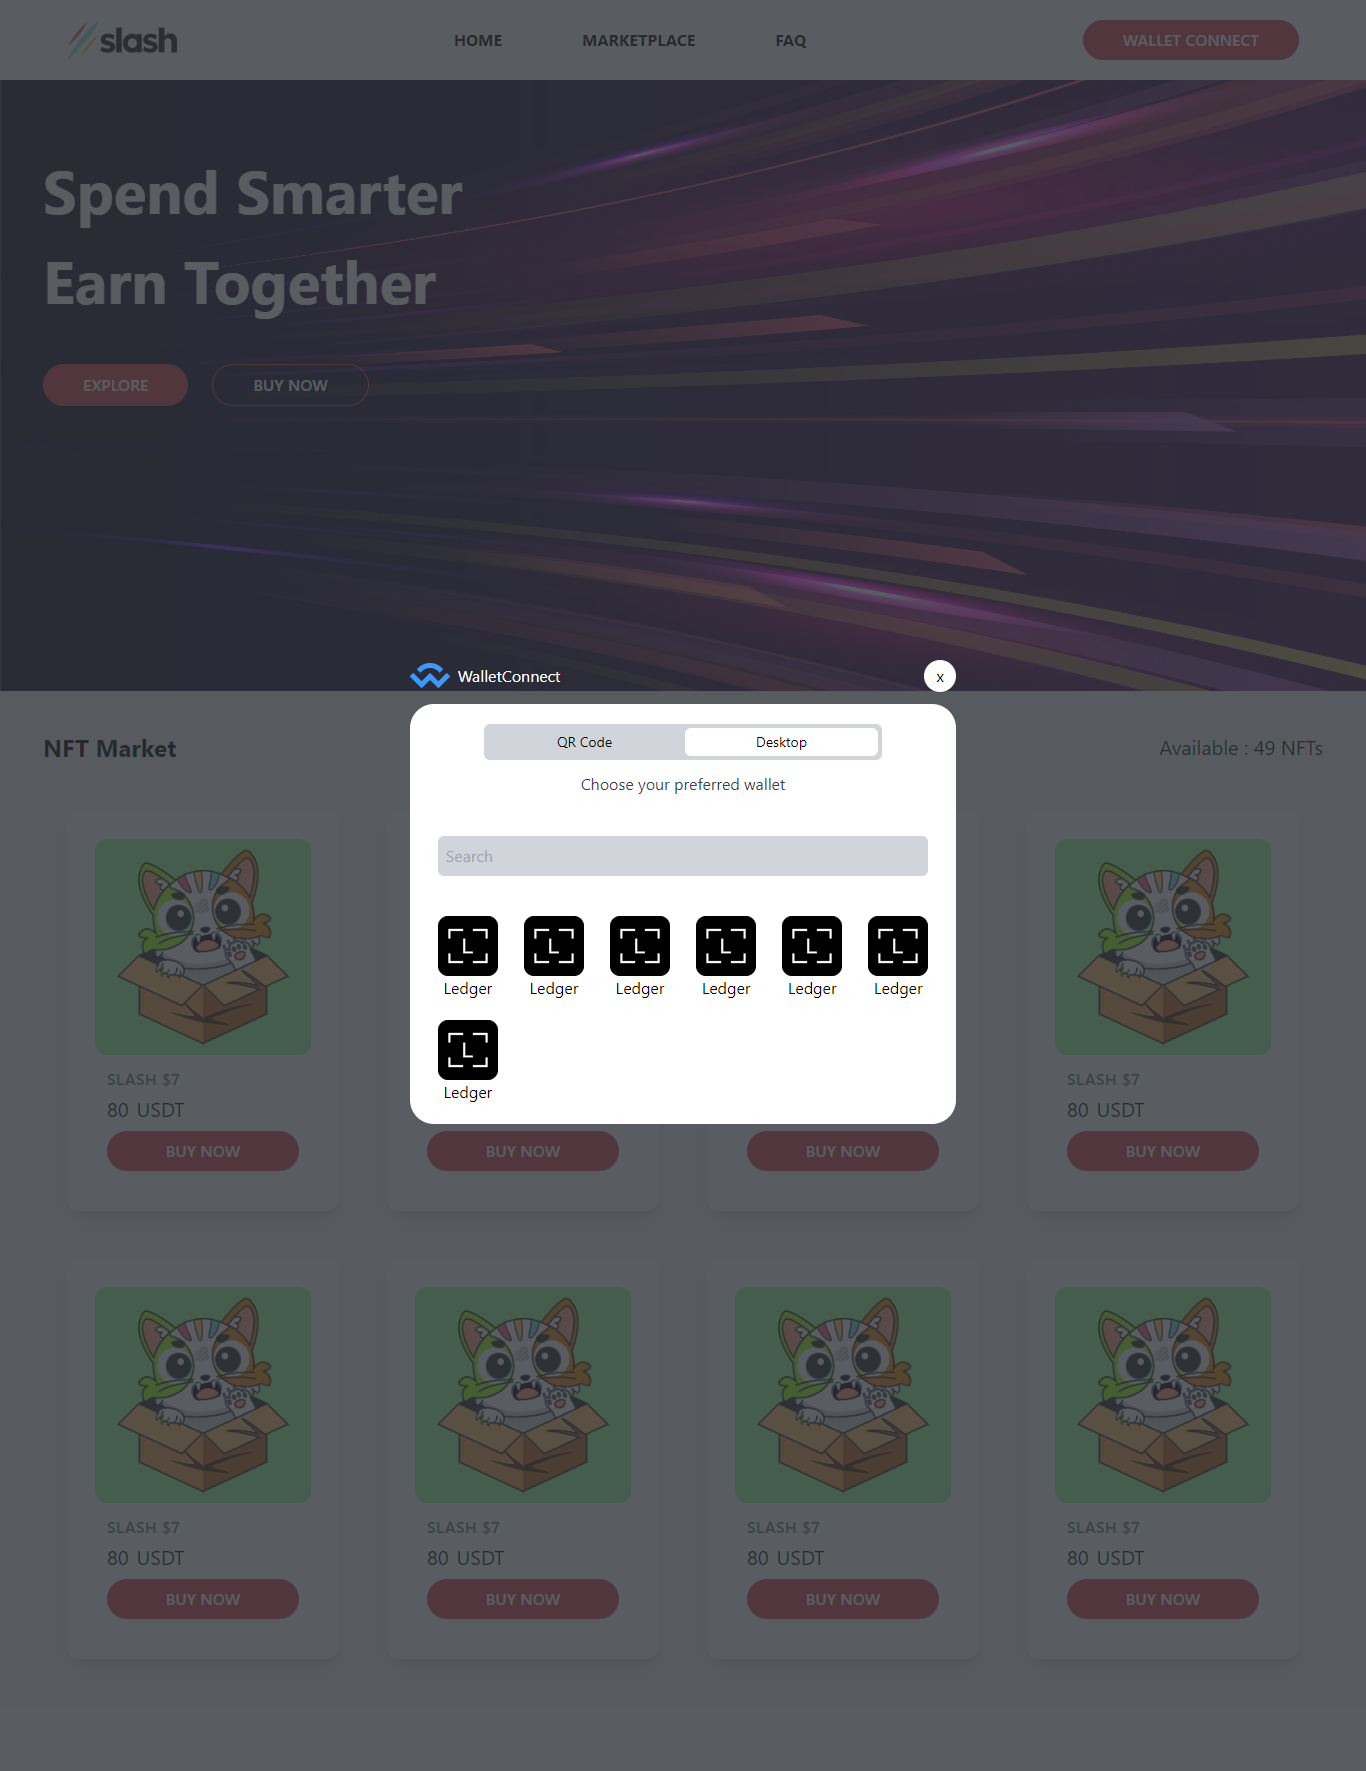 slash
HOME
MARKETPLACE
FAQ
WALLET CONNECT
Spend Smarter
Earn Together
EXPLORE
BUY NOW
WalletConnect
x
QR Code
Desktop
Choose your preferred wallet
Search
Ledger
Ledger
Ledger
Ledger
Ledger
Ledger
Ledger
NFT Market
Available : 49 NFTs
SLASH $7
SLASH $7
80 USDT
80 USDT
BUY NOW
BUY NOW
BUY NOW
BUY NOW
SLASH $7
SLASH $7
SLASH $7
SLASH $7
80 USDT
80 USDT
80 USDT
80 USDT
BUY NOW
BUY NOW
BUY NOW
BUY NOW